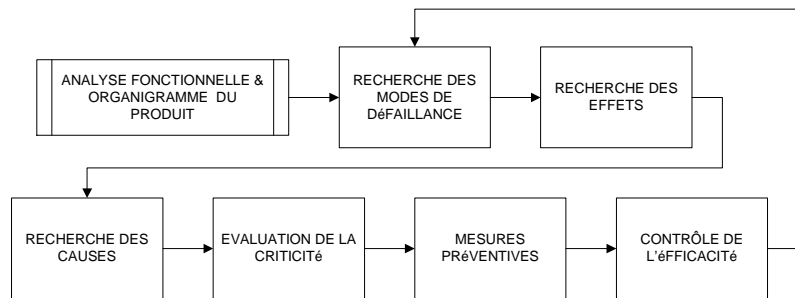 ANALYSE FONCTIONNELLE &
ORGANIGRAMME DU
PRODUIT
RECHERCHE DES
MODES DE
DéFAILLANCE
RECHERCHE DES
EFFETS
RECHERCHE DES
CAUSES
EVALUATION DE LA
CRITICITé
MESURES
PRéVENTIVES
CONTRÔLE DE
L'éFFICACITé